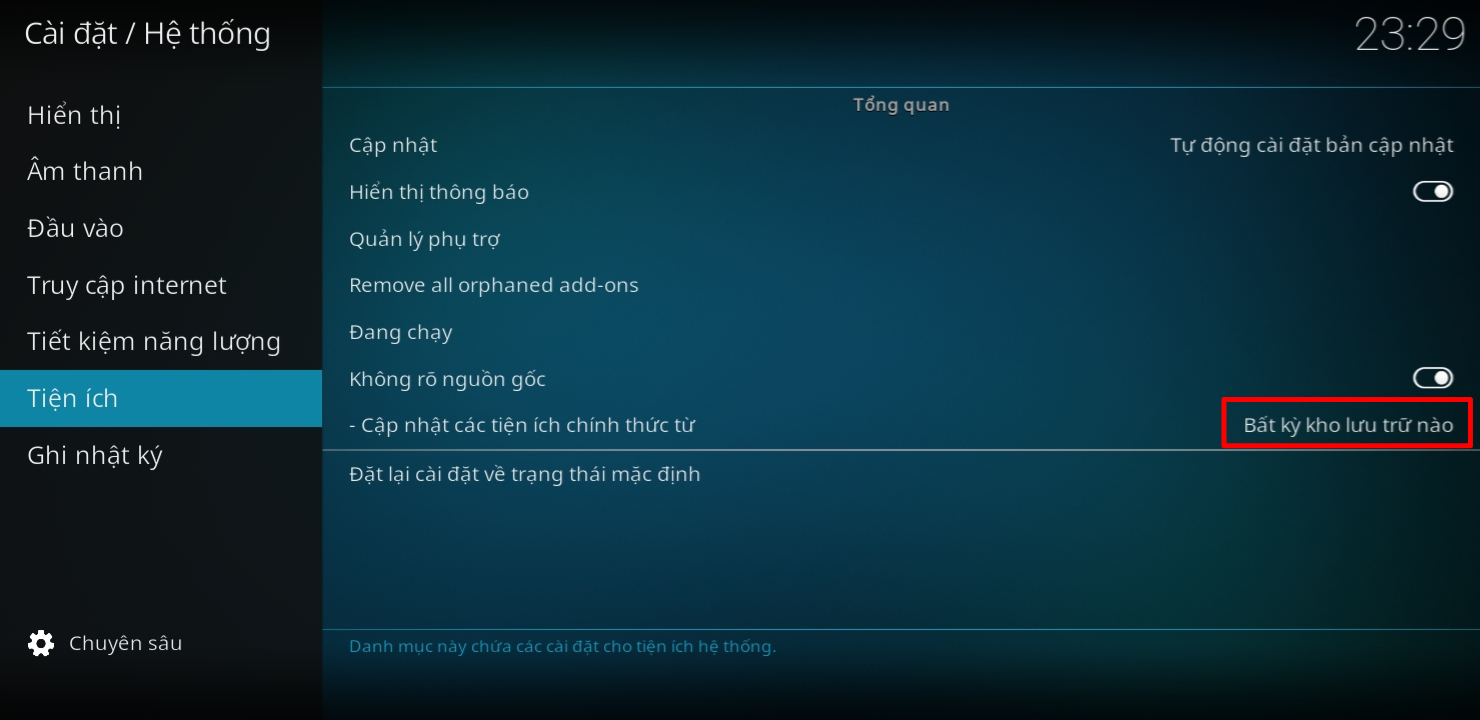 Cài đặt / Hệ thống
23:29
Hiển thị
Âm thanh
Đầu vào
Truy cập internet
Tiết kiệm năng lượng
Tiện ích
Ghi nhật ký
Chuyên sâu
Tổng quan
Cập nhật Tự động cài đặt bản cập nhật
Hiển thị thông báo
Quản lý phụ trợ
Remove all orphaned add-ons
Đang chạy
Không rõ nguồn gốc
- Cập nhật các tiện ích chính thức từ Bất kỳ kho lưu trữ nào
Đặt lại cài đặt về trạng thái mặc định
Danh mục này chứa các cài đặt cho tiện ích hệ thống.